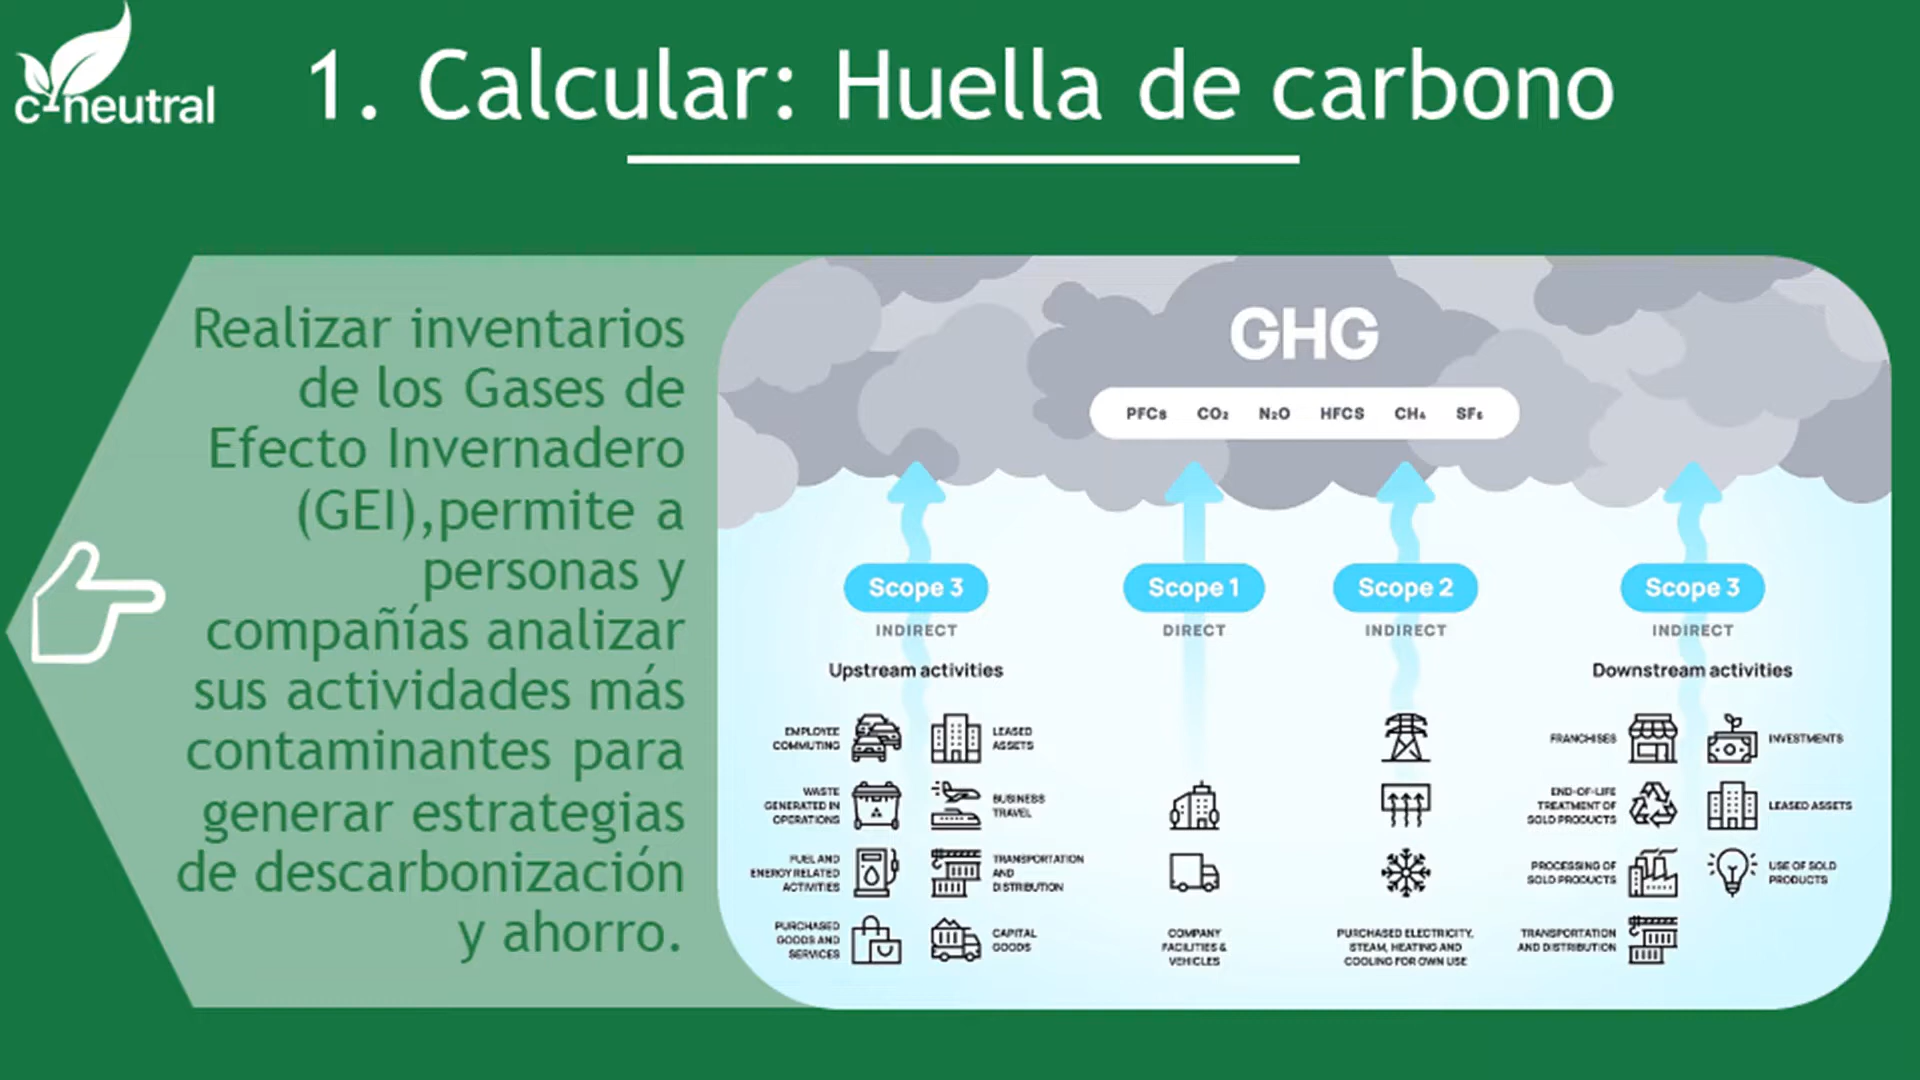 c-neutral
1. Calcular: Huella de carbono
Realizar inventarios
de los Gases de
Efecto Invernadero
(GEI),permite a
personas y
compañías analizar
sus actividades más
contaminantes para
generar estrategias
de descarbonización
y ahorro.
GHG
PFCs CO₂ N₂O HFCS CH₄ SF₆
Scope 3
INDIRECT
Upstream activities
EMPLOYEE
COMMUTING
LEASED
ASSETS
WASTE
GENERATED IN
OPERATIONS
BUSINESS
TRAVEL
FUEL AND
ENERGY RELATED
ACTIVITIES
TRANSPORTATION
AND
DISTRIBUTION
PURCHASED
GOODS AND
SERVICES
CAPITAL
GOODS
Scope 1
DIRECT
COMPANY
FACILITIES &
VEHICLES
Scope 2
INDIRECT
PURCHASED ELECTRICITY,
STEAM, HEATING AND
COOLING FOR OWN USE
Scope 3
INDIRECT
Downstream activities
FRANCHISES
INVESTMENTS
END-OF-LIFE
TREATMENT OF
SOLD PRODUCTS
LEASED ASSETS
PROCESSING OF
SOLD PRODUCTS
USE OF SOLD
PRODUCTS
TRANSPORTATION
AND DISTRIBUTION